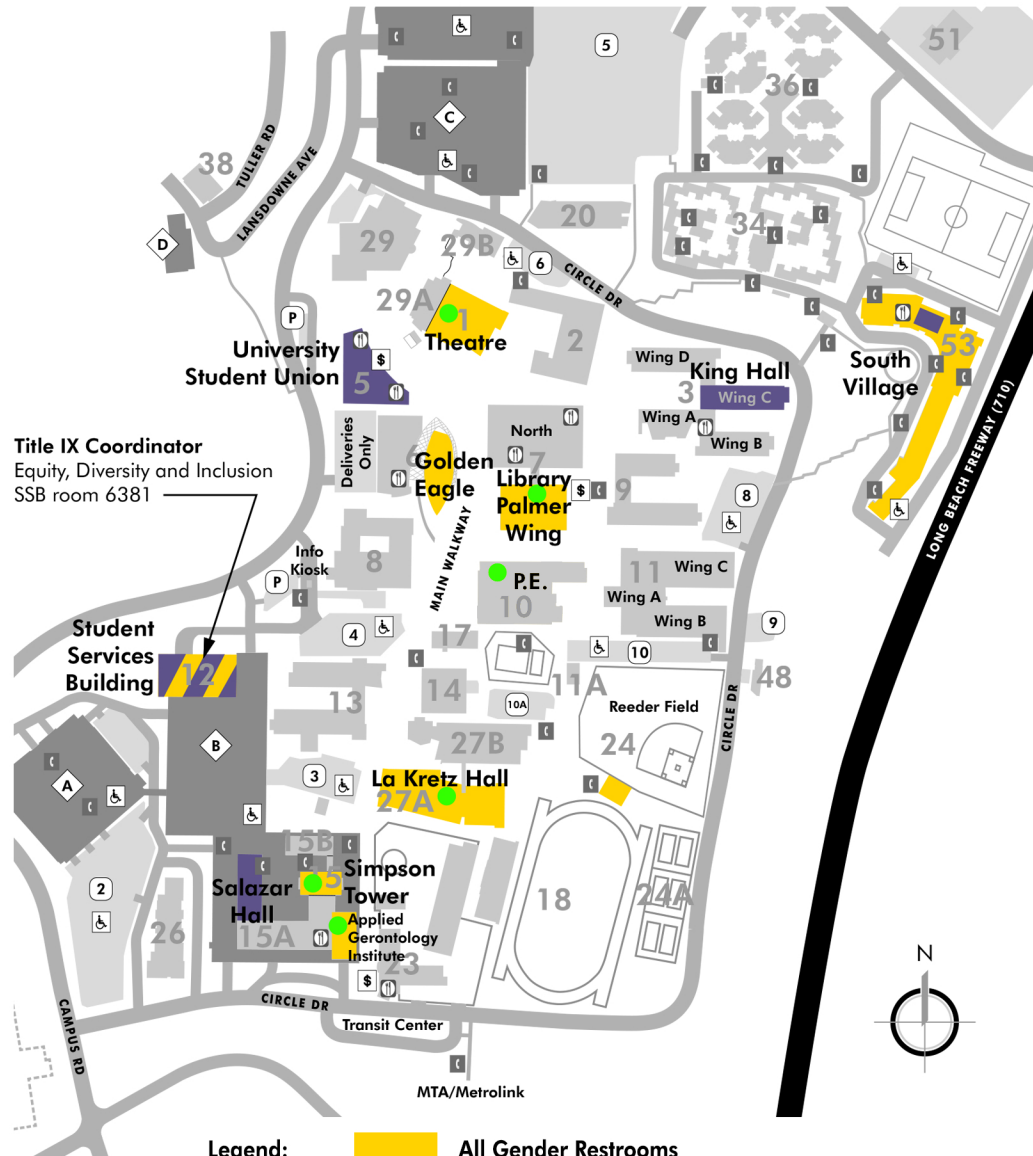 51
5
36
C
38
TULLER RD
LANSDOWNE AVE
D
20
34
29
29B
6
CIRCLE DR
29A
P
1
Theatre
2
University
Student Union
$
5
Wing D
King Hall
3
Wing C
Wing A
Wing B
South
Village
53
LONG BEACH FREEWAY (710)
Title IX Coordinator
Equity, Diversity and Inclusion
SSB room 6381
Deliveries
Only
6
Golden
Eagle
North
7
Library
Palmer
Wing
$
9
8
MAIN WALKWAY
Info
Kiosk
8
P
P.E.
10
11
Wing C
Wing A
Wing B
9
Student
Services
Building
12
4
17
10
11A
48
13
14
10A
Reeder Field
CIRCLE DR
B
27B
24
A
3
La Kretz Hall
27A
15B
2
Salazar
Hall
15
Simpson
Tower
18
24A
26
15A
Applied
Gerontology
Institute
23
$
N
CAMPUS RD
CIRCLE DR
Transit Center
MTA/Metrolink
Legend:
All Gender Restrooms